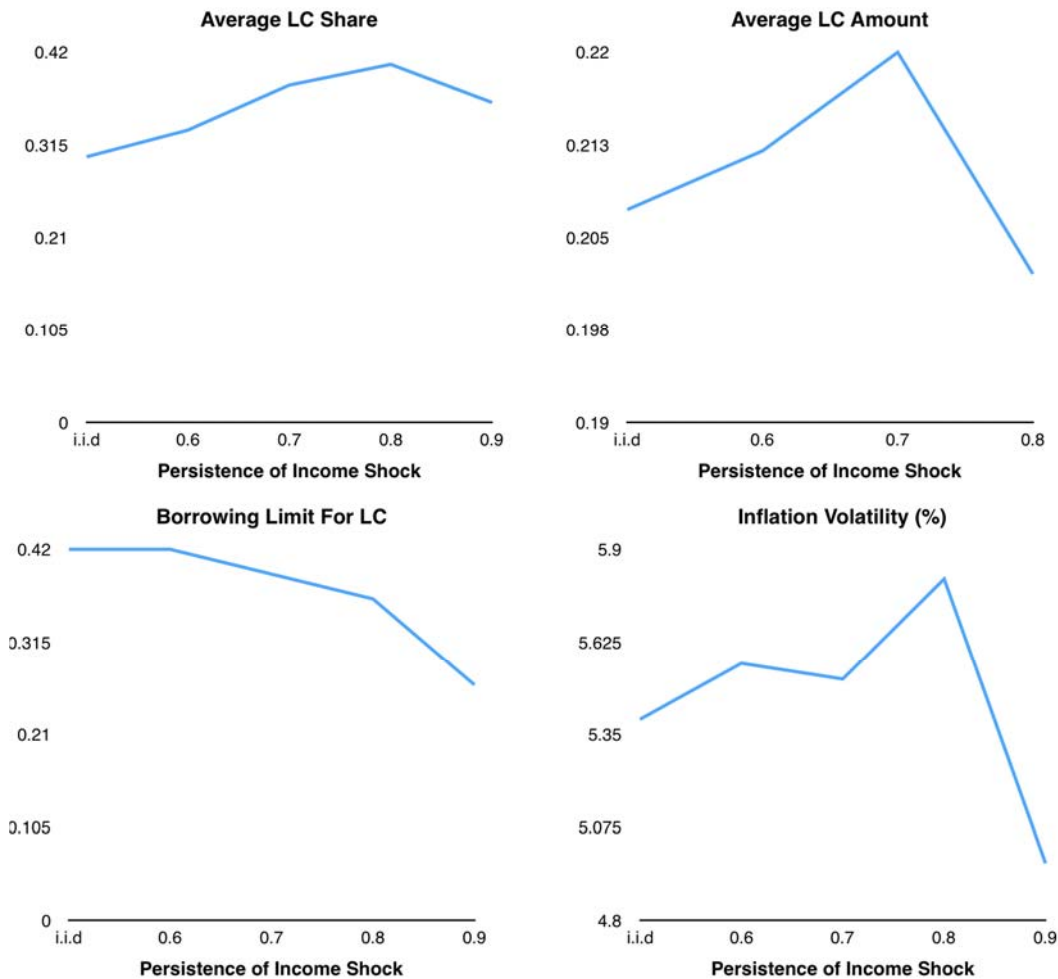 Average LC Share
0.42
0.315
0.21
0.105
0
i.i.d 0.6 0.7 0.8 0.9
Persistence of Income Shock
Average LC Amount
0.22
0.213
0.205
0.198
0.19
i.i.d 0.6 0.7 0.8
Persistence of Income Shock
Borrowing Limit For LC
0.42
0.315
0.21
0.105
0
i.i.d 0.6 0.7 0.8 0.9
Persistence of Income Shock
Inflation Volatility (%)
5.9
5.625
5.35
5.075
4.8
i.i.d 0.6 0.7 0.8 0.9
Persistence of Income Shock